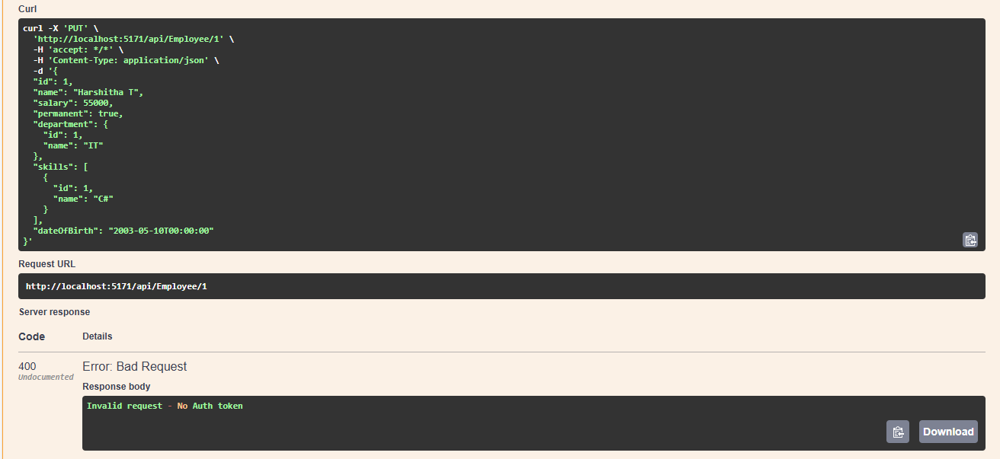 Curl
curl -X 'PUT' \
  'http://localhost:5171/api/Employee/1' \
  -H 'accept: */*' \
  -H 'Content-Type: application/json' \
  -d '{
  "id": 1,
  "name": "Harshitha T",
  "salary": 55000,
  "permanent": true,
  "department": {
    "id": 1,
    "name": "IT"
  },
  "skills": [
    {
      "id": 1,
      "name": "C#"
    }
  ],
  "dateOfBirth": "2003-05-10T00:00:00"
}'
Request URL
http://localhost:5171/api/Employee/1
Server response
Code Details
400 Error: Bad Request
Undocumented
Response body
Invalid request - No Auth token
Download